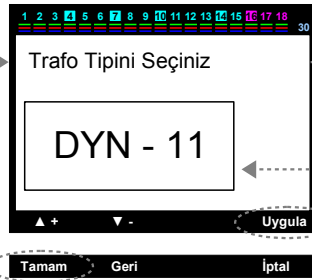 1 2 3 4 5 6 7 8 9 10 11 12 13 14 15 16 17 18
30
Trafo Tipini Seçiniz
DYN - 11
▲ + ▼ - Uygula
Tamam Geri İptal